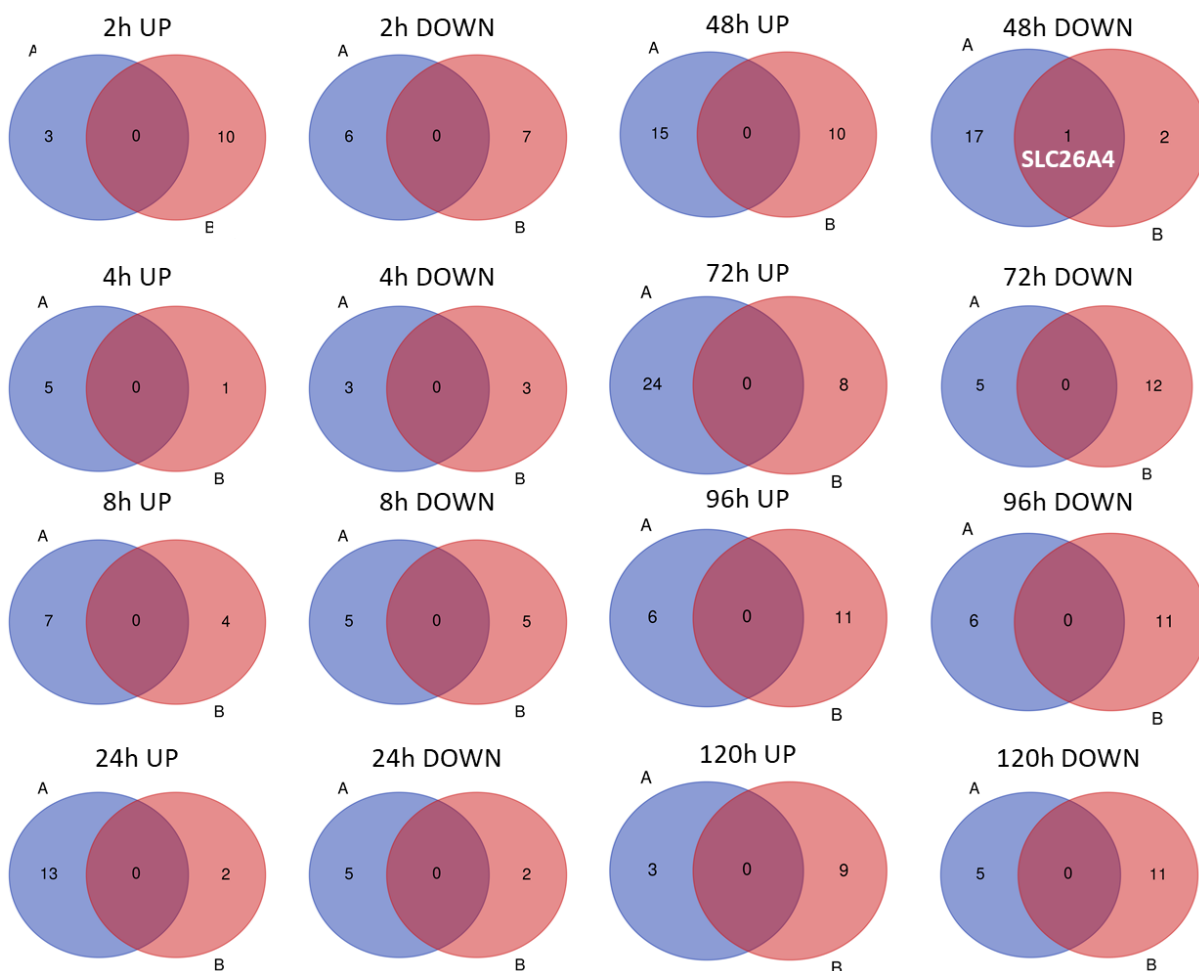 2h UP
A
3 0 10
B
2h DOWN
A
6 0 7
B
48h UP
A
15 0 10
B
48h DOWN
A
17 1 2
SLC26A4
B
4h UP
A
5 0 1
B
4h DOWN
A
3 0 3
B
72h UP
A
24 0 8
B
72h DOWN
A
5 0 12
B
8h UP
A
7 0 4
B
8h DOWN
A
5 0 5
B
96h UP
A
6 0 11
B
96h DOWN
A
6 0 11
B
24h UP
A
13 0 2
B
24h DOWN
A
5 0 2
B
120h UP
A
3 0 9
B
120h DOWN
A
5 0 11
B